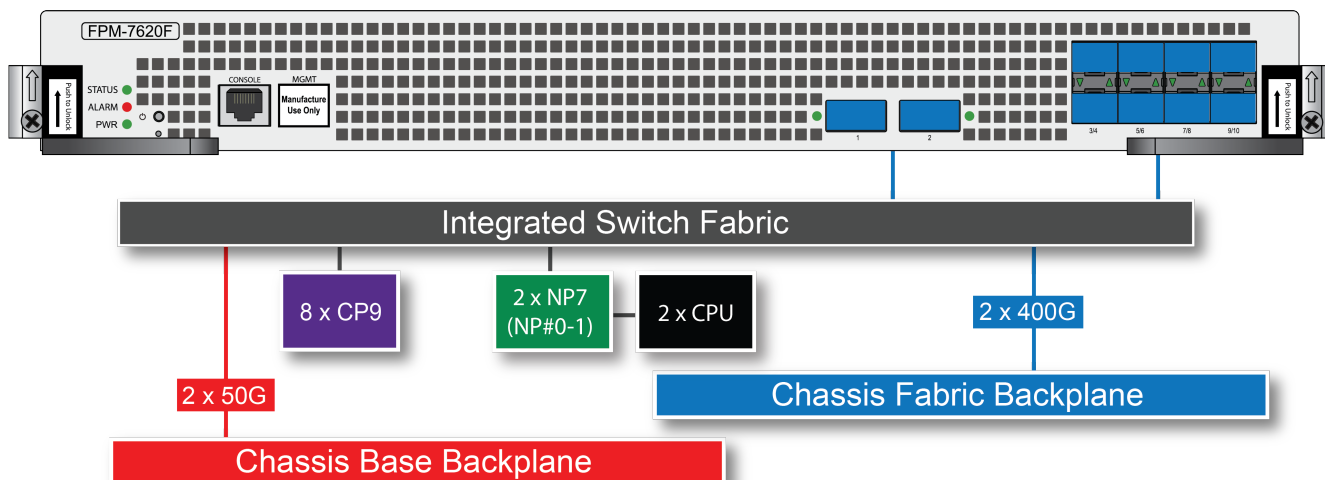 FPM-7620F
Push to Unlock
STATUS
ALARM
PWR
CONSOLE
MGMT
Manufacture
Use Only
1
2
3/4
5/6
7/8
9/10
Push to Unlock
Integrated Switch Fabric
8 x CP9
2 x NP7
(NP#0-1)
2 x CPU
2 x 400G
2 x 50G
Chassis Fabric Backplane
Chassis Base Backplane